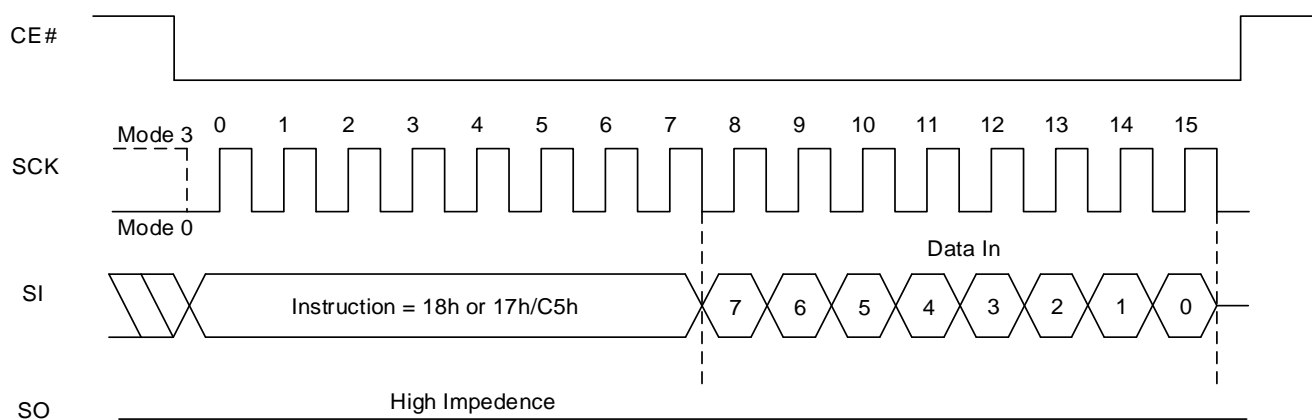 CE#
Mode 3
0 1 2 3 4 5 6 7 8 9 10 11 12 13 14 15
SCK
Mode 0
Data In
SI
Instruction = 18h or 17h/C5h
7 6 5 4 3 2 1 0
High Impedence
SO